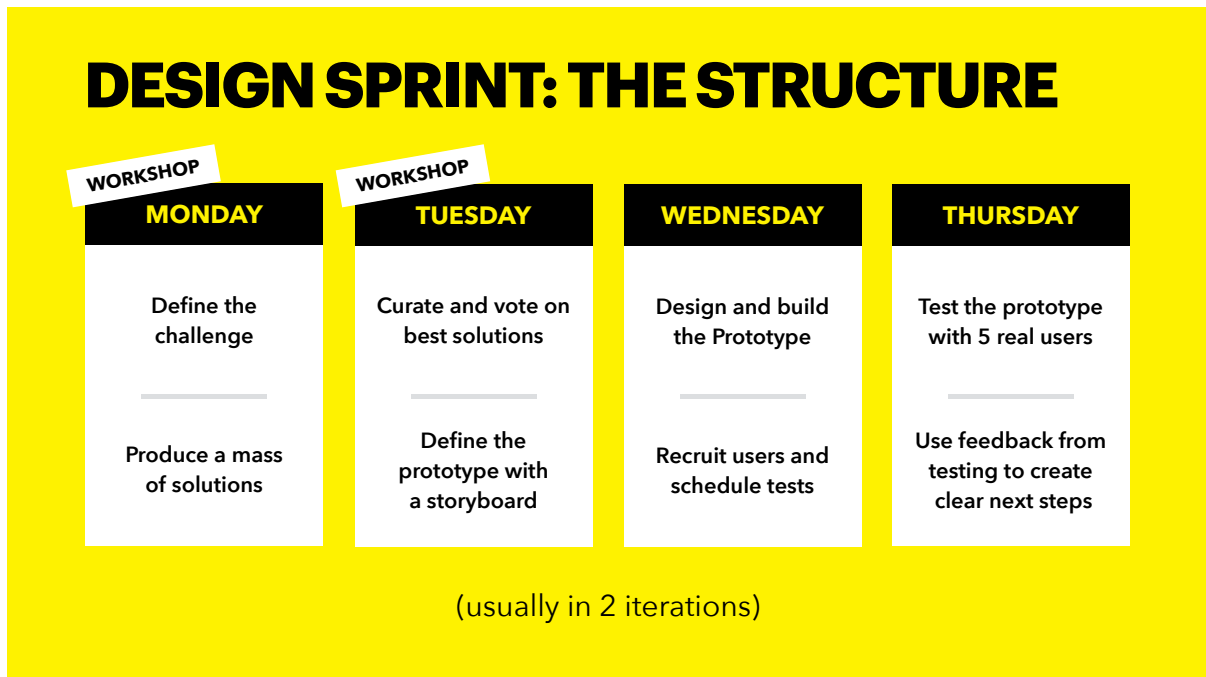 DESIGN SPRINT: THE STRUCTURE
WORKSHOP
MONDAY
Define the
challenge
Produce a mass
of solutions
WORKSHOP
TUESDAY
Curate and vote on
best solutions
Define the
prototype with
a storyboard
WEDNESDAY
Design and build
the Prototype
Recruit users and
schedule tests
THURSDAY
Test the prototype
with 5 real users
Use feedback from
testing to create
clear next steps
(usually in 2 iterations)